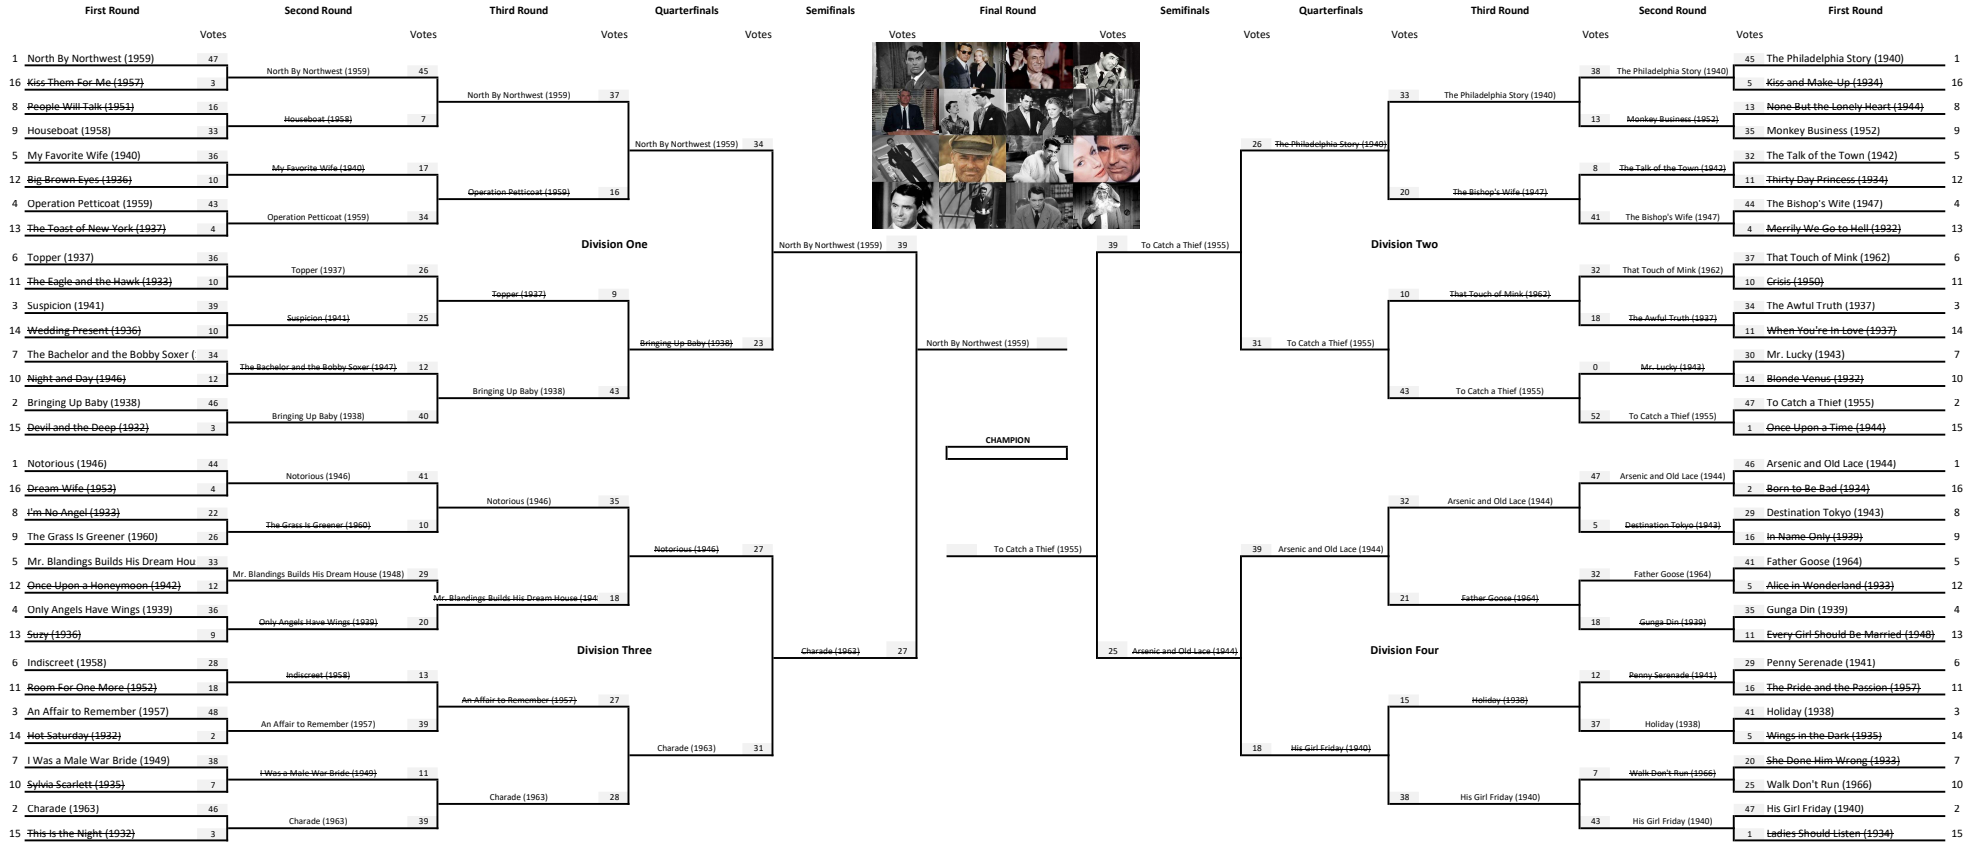 First Round Second Round Third Round Quarterfinals Semifinals Final Round Semifinals Quarterfinals Third Round Second Round First Round
Votes Votes Votes Votes Votes Votes Votes Votes Votes Votes
1 North By Northwest (1959) 47
16 Kiss Them For Me (1957) 3
8 People Will Talk (1951) 16
9 Houseboat (1958) 33
5 My Favorite Wife (1940) 36
12 Big Brown Eyes (1936) 10
4 Operation Petticoat (1959) 43
13 The Toast of New York (1937) 4
6 Topper (1937) 36
11 The Eagle and the Hawk (1933) 10
3 Suspicion (1941) 39
14 Wedding Present (1936) 10
7 The Bachelor and the Bobby Soxer ( 34
10 Night and Day (1946) 12
2 Bringing Up Baby (1938) 46
15 Devil and the Deep (1932) 3
1 Notorious (1946) 44
16 Dream Wife (1953) 4
8 I'm No Angel (1933) 22
9 The Grass Is Greener (1960) 26
5 Mr. Blandings Builds His Dream Hou 33
12 Once Upon a Honeymoon (1942) 12
4 Only Angels Have Wings (1939) 36
13 Suzy (1936) 9
6 Indiscreet (1958) 28
11 Room For One More (1952) 18
3 An Affair to Remember (1957) 48
14 Hot Saturday (1932) 2
7 I Was a Male War Bride (1949) 38
10 Sylvia Scarlett (1935) 7
2 Charade (1963) 46
15 This Is the Night (1932) 3
North By Northwest (1959) 45
Houseboat (1958) 7
My Favorite Wife (1940) 17
Operation Petticoat (1959) 34
Topper (1937) 26
Suspicion (1941) 25
The Bachelor and the Bobby Soxer (1947) 12
Bringing Up Baby (1938) 40
Notorious (1946) 41
The Grass Is Greener (1960) 10
Mr. Blandings Builds His Dream House (1948) 29
Only Angels Have Wings (1939) 20
Indiscreet (1958) 13
An Affair to Remember (1957) 39
I Was a Male War Bride (1949) 11
Charade (1963) 39
North By Northwest (1959) 37
Operation Petticoat (1959) 16
Topper (1937) 9
Bringing Up Baby (1938) 43
Notorious (1946) 35
Mr. Blandings Builds His Dream House (194 18
An Affair to Remember (1957) 27
Charade (1963) 28
North By Northwest (1959) 34
Division One
Bringing Up Baby (1938) 23
Notorious (1946) 27
Division Three
Charade (1963) 31
North By Northwest (1959) 39
Charade (1963) 27
North By Northwest (1959)
CHAMPION
To Catch a Thief (1955)
39 To Catch a Thief (1955)
25 Arsenic and Old Lace (1944)
26 The Philadelphia Story (1940)
Division Two
31 To Catch a Thief (1955)
39 Arsenic and Old Lace (1944)
Division Four
18 His Girl Friday (1940)
33 The Philadelphia Story (1940)
20 The Bishop's Wife (1947)
10 That Touch of Mink (1962)
43 To Catch a Thief (1955)
32 Arsenic and Old Lace (1944)
21 Father Goose (1964)
15 Holiday (1938)
38 His Girl Friday (1940)
38 The Philadelphia Story (1940)
13 Monkey Business (1952)
8 The Talk of the Town (1942)
41 The Bishop's Wife (1947)
32 That Touch of Mink (1962)
18 The Awful Truth (1937)
0 Mr. Lucky (1943)
52 To Catch a Thief (1955)
47 Arsenic and Old Lace (1944)
5 Destination Tokyo (1943)
32 Father Goose (1964)
18 Gunga Din (1939)
12 Penny Serenade (1941)
37 Holiday (1938)
7 Walk Don't Run (1966)
43 His Girl Friday (1940)
45 The Philadelphia Story (1940) 1
5 Kiss and Make-Up (1934) 16
13 None But the Lonely Heart (1944) 8
35 Monkey Business (1952) 9
32 The Talk of the Town (1942) 5
11 Thirty Day Princess (1934) 12
44 The Bishop's Wife (1947) 4
4 Merrily We Go to Hell (1932) 13
37 That Touch of Mink (1962) 6
10 Crisis (1950) 11
34 The Awful Truth (1937) 3
11 When You're In Love (1937) 14
30 Mr. Lucky (1943) 7
14 Blonde Venus (1932) 10
47 To Catch a Thief (1955) 2
1 Once Upon a Time (1944) 15
46 Arsenic and Old Lace (1944) 1
2 Born to Be Bad (1934) 16
29 Destination Tokyo (1943) 8
16 In Name Only (1939) 9
41 Father Goose (1964) 5
5 Alice in Wonderland (1933) 12
35 Gunga Din (1939) 4
11 Every Girl Should Be Married (1948) 13
29 Penny Serenade (1941) 6
16 The Pride and the Passion (1957) 11
41 Holiday (1938) 3
5 Wings in the Dark (1935) 14
20 She Done Him Wrong (1933) 7
25 Walk Don't Run (1966) 10
47 His Girl Friday (1940) 2
1 Ladies Should Listen (1934) 15